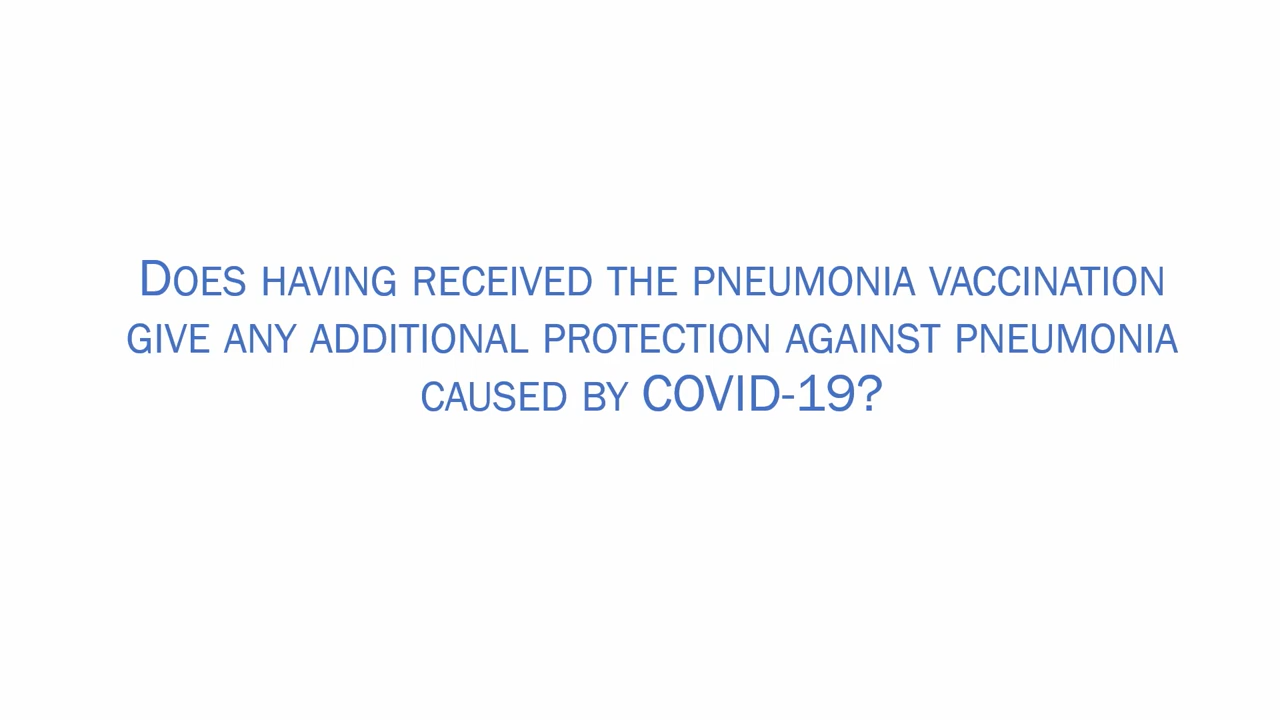 Does having received the pneumonia vaccination
give any additional protection against pneumonia
caused by COVID-19?